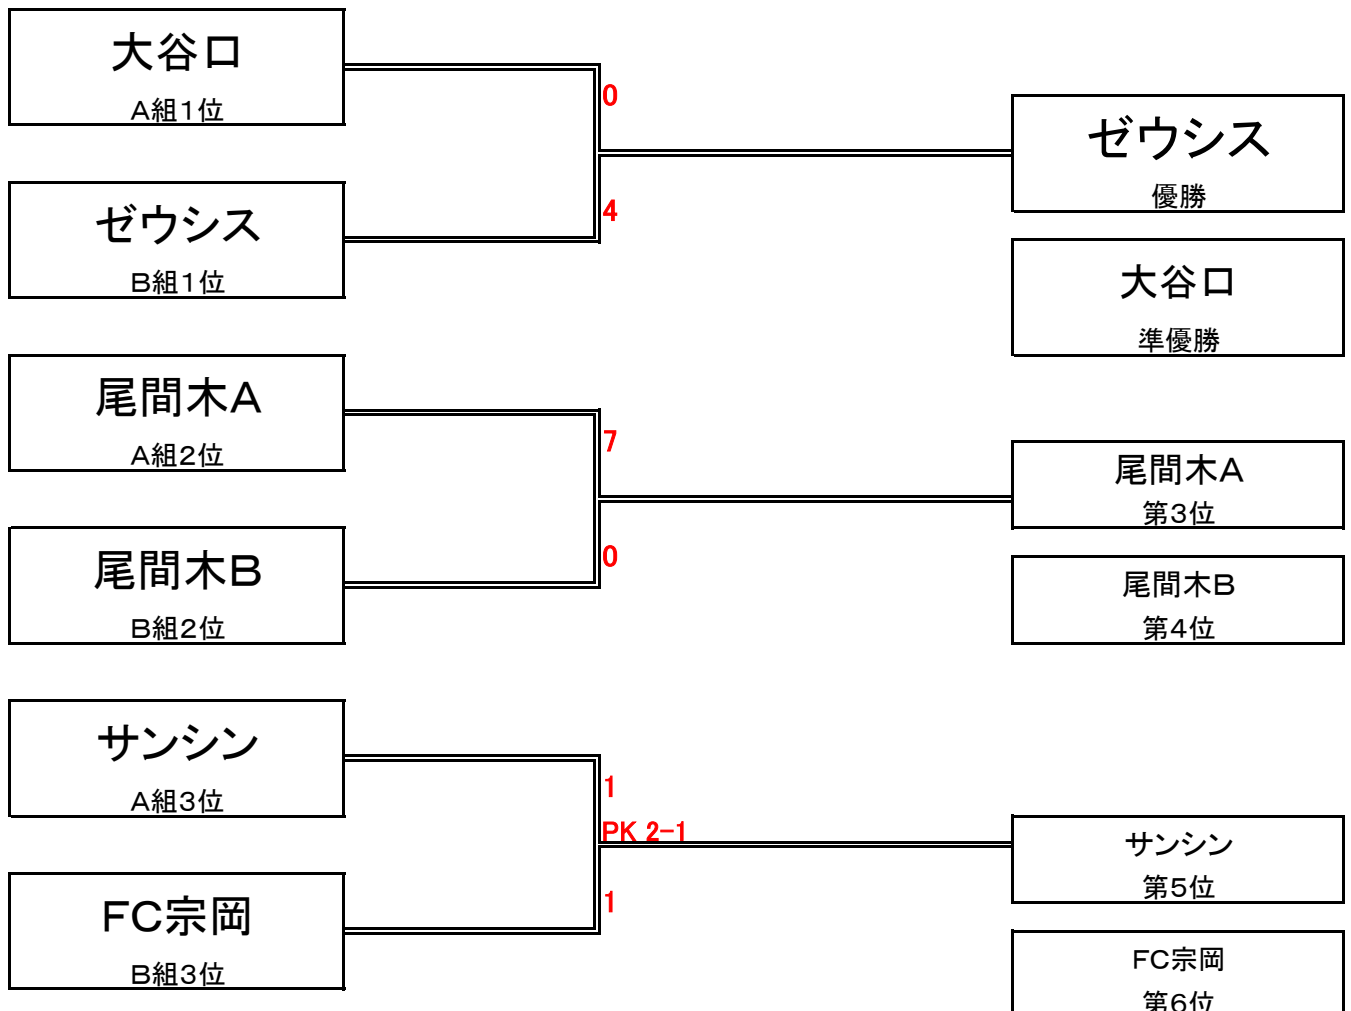 大谷口
A組1位
0
ゼウシス
優勝
ゼウシス
B組1位
4
大谷口
準優勝
尾間木A
A組2位
7
尾間木A
第3位
尾間木B
B組2位
0
尾間木B
第4位
サンシン
A組3位
1
PK 2-1
サンシン
第5位
FC宗岡
B組3位
1
FC宗岡
第6位